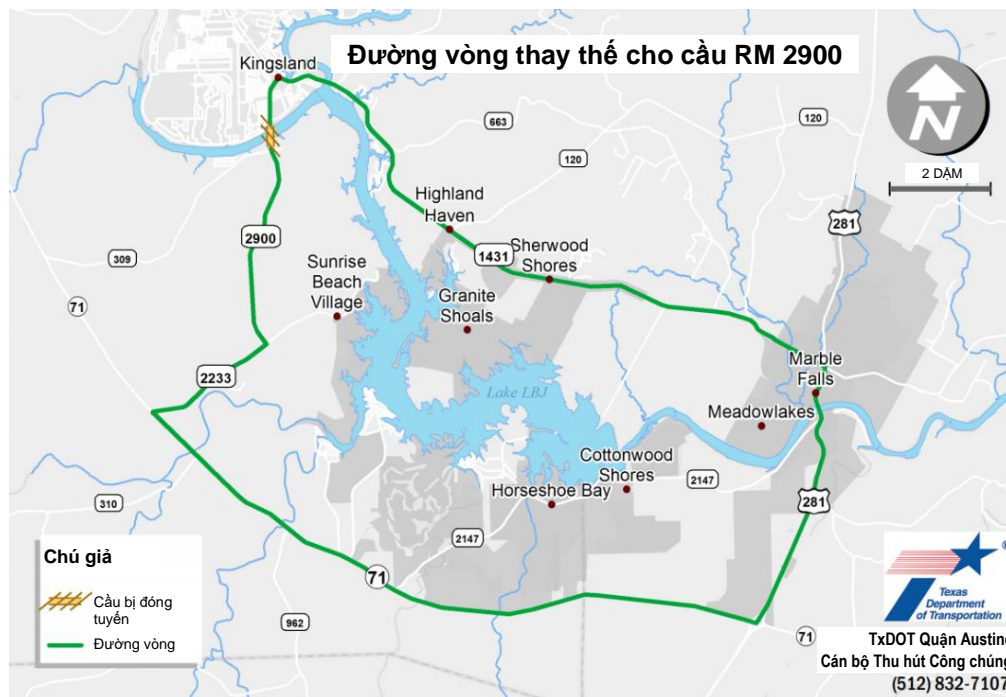 Đường vòng thay thế cho cầu RM 2900
Kingsland
N
2 DẶM
663
120
120
Highland
Haven
281
2900
1431
Sherwood
Shores
309
Sunrise
Beach
Village
Granite
Shoals
71
2233
Marble
Falls
Lake LBJ
Meadowlakes
Cottonwood
Shores
2147
310
Horseshoe Bay
281
2147
71
962
71
Chú giả
Cầu bị đóng
tuyến
Đường vòng
®
Texas
Department
of Transportation
TxDOT Quận Austin
Cán bộ Thu hút Công chúng
(512) 832-7107